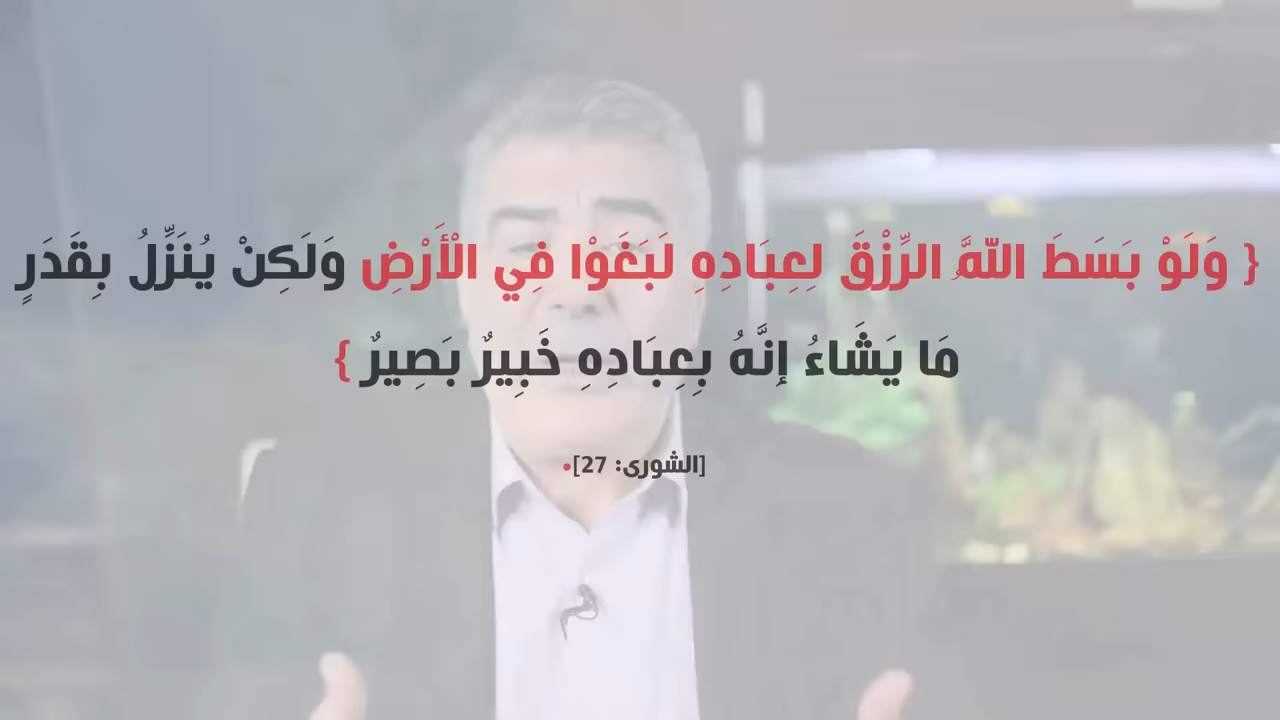 { وَلَوْ بَسَطَ اللَّهُ الرِّزْقَ لِعِبَادِهِ لَبَغَوْا فِي الْأَرْضِ وَلَكِنْ يُنَزِّلُ بِقَدَرٍ
مَا يَشَاءُ إِنَّهُ بِعِبَادِهِ خَبِيرٌ بَصِيرٌ }
[الشورى: 27]•